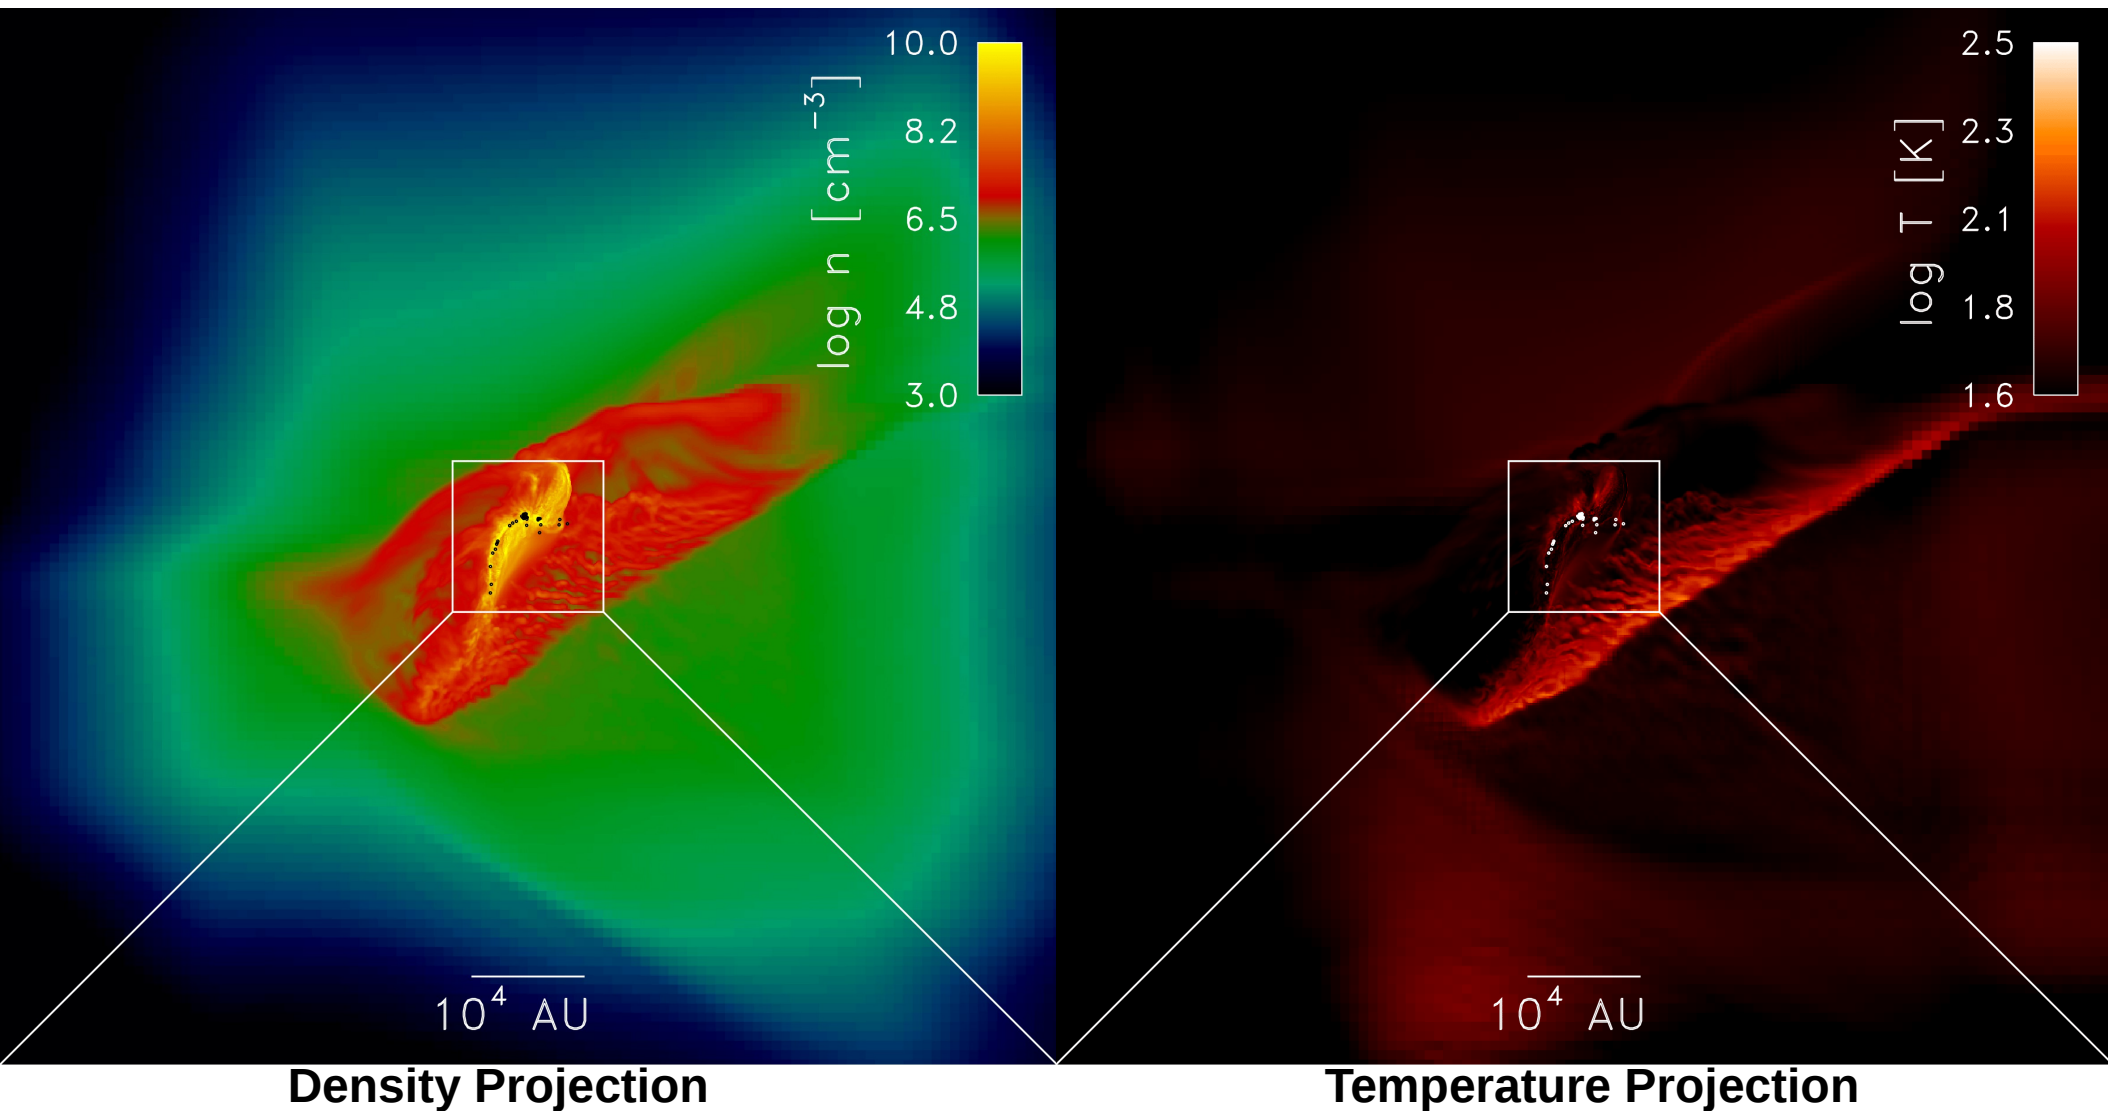 10.0
8.2
6.5
4.8
3.0
log n [cm⁻³]
10⁴ AU
Density Projection
2.5
2.3
2.1
1.8
1.6
log T [K]
10⁴ AU
Temperature Projection